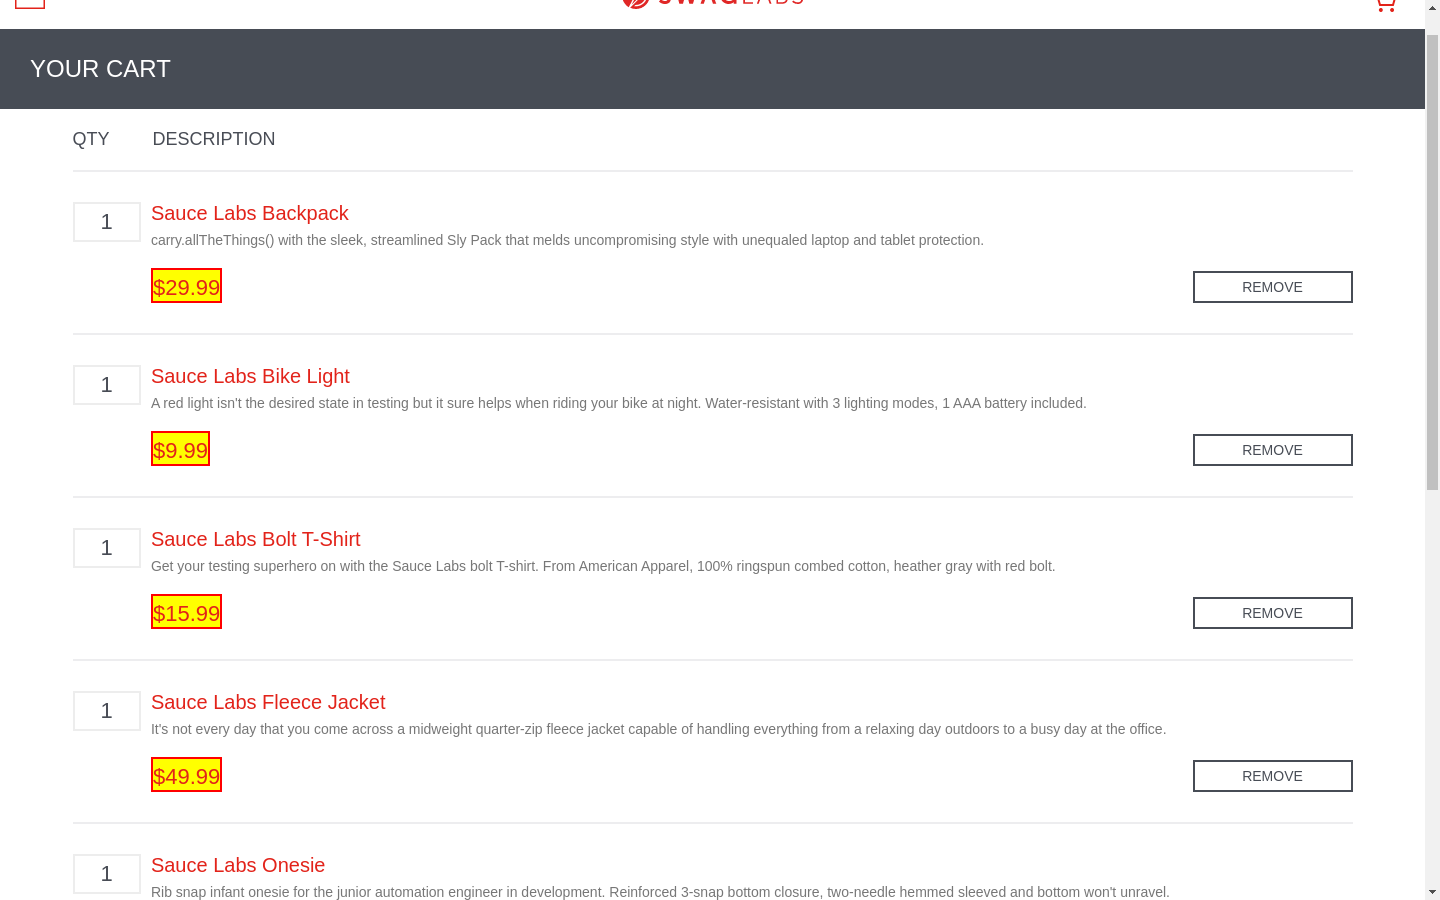 YOUR CART
QTY DESCRIPTION
1 Sauce Labs Backpack
carry.allTheThings() with the sleek, streamlined Sly Pack that melds uncompromising style with unequaled laptop and tablet protection.
$29.99 REMOVE
1 Sauce Labs Bike Light
A red light isn't the desired state in testing but it sure helps when riding your bike at night. Water-resistant with 3 lighting modes, 1 AAA battery included.
$9.99 REMOVE
1 Sauce Labs Bolt T-Shirt
Get your testing superhero on with the Sauce Labs bolt T-shirt. From American Apparel, 100% ringspun combed cotton, heather gray with red bolt.
$15.99 REMOVE
1 Sauce Labs Fleece Jacket
It's not every day that you come across a midweight quarter-zip fleece jacket capable of handling everything from a relaxing day outdoors to a busy day at the office.
$49.99 REMOVE
1 Sauce Labs Onesie
Rib snap infant onesie for the junior automation engineer in development. Reinforced 3-snap bottom closure, two-needle hemmed sleeved and bottom won't unravel.